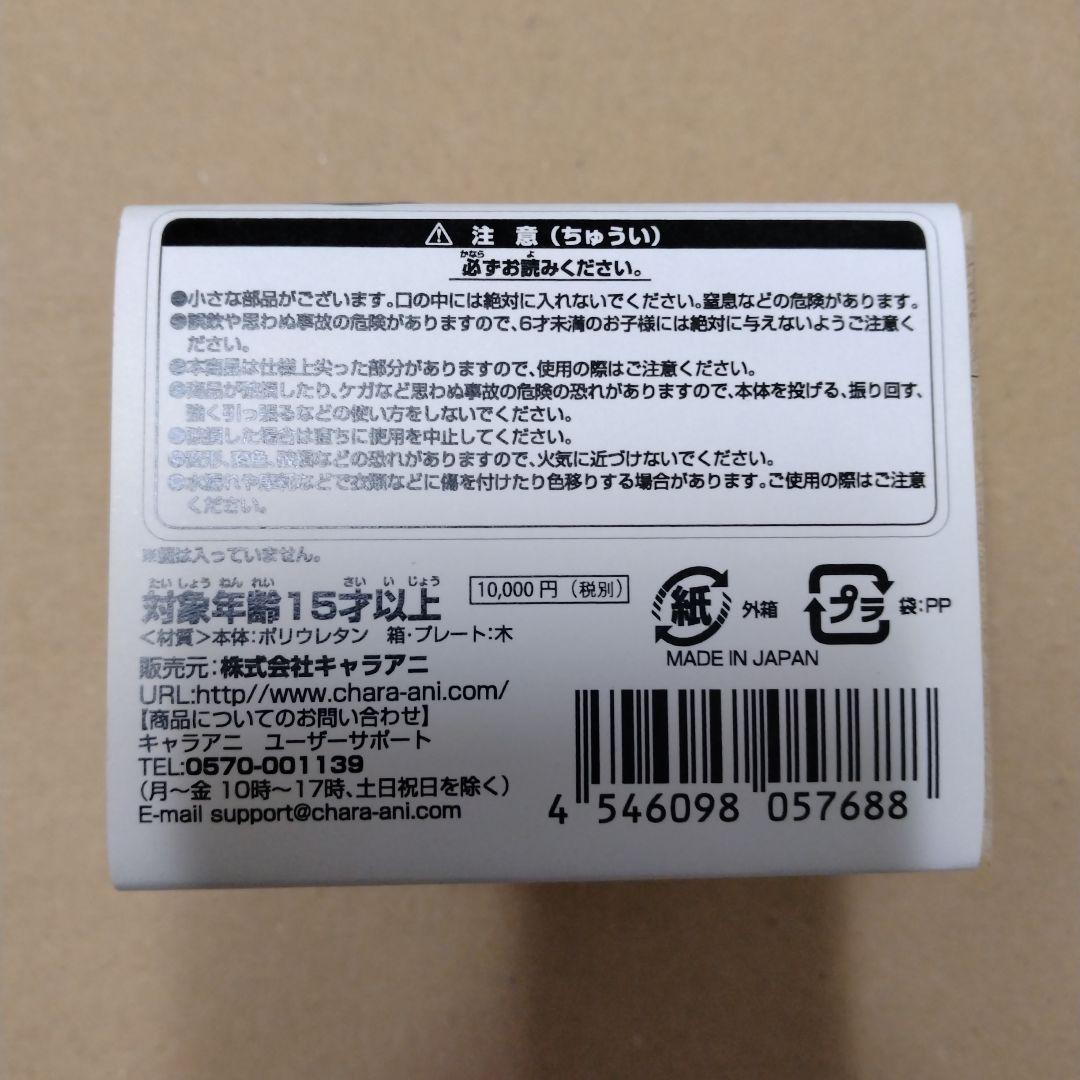 ⚠ 注 意(ちゅうい)
必かならずお読よみください。
●小さな部品がございます。口の中には絶対に入れないでください。窒息などの危険があります。
●誤飲や思わぬ事故の危険がありますので、6才未満のお子様には絶対に与えないようご注意く
ださい。
●本商品は仕様上尖った部分がありますので、使用の際はご注意ください。
●商品が破損したり、ケガなど思わぬ事故の危険の恐れがありますので、本体を投げる、振り回す、
強く引っ張るなどの使い方をしないでください。
●破損した場合は直ちに使用を中止してください。
●変形、変色、破損などの恐れがありますので、火気に近づけないでください。
●水濡れや摩擦などで衣類などに傷を付けたり色移りする場合があります。ご使用の際はご注意
ください。
は入っていません。
たいしょうねんれい さい いじょう
対象年齢15才以上
10,000円(税別)
<材質>本体:ポリウレタン 箱・プレート:木
販売元:株式会社キャラアニ
URL:http//www.chara-ani.com/
【商品についてのお問い合わせ】
キャラアニ ユーザーサポート
TEL:0570-001139
(月〜金 10時〜17時、土日祝日を除く)
E-mail support@chara-ani.com
紙 外箱
プラ 袋:PP
MADE IN JAPAN
4 546098 057688